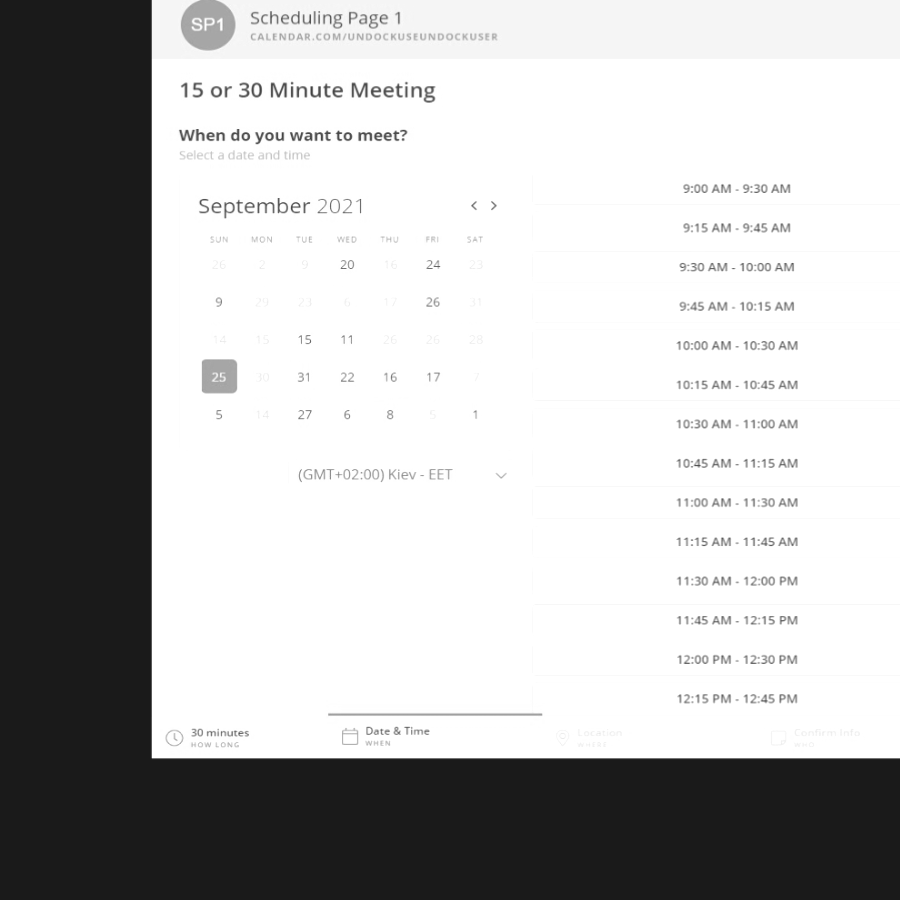 SP1
Scheduling Page 1
CALENDAR.COM/UNDOCKUSEUNDOCKUSER
15 or 30 Minute Meeting
When do you want to meet?
Select a date and time
September 2021
SUN MON TUE WED THU FRI SAT
26 2 9 20 16 24 23
9 29 23 6 17 26 31
14 15 15 11 26 26 28
25 30 31 22 16 17 7
5 14 27 6 8 5 1
(GMT+02:00) Kiev - EET
9:00 AM - 9:30 AM
9:15 AM - 9:45 AM
9:30 AM - 10:00 AM
9:45 AM - 10:15 AM
10:00 AM - 10:30 AM
10:15 AM - 10:45 AM
10:30 AM - 11:00 AM
10:45 AM - 11:15 AM
11:00 AM - 11:30 AM
11:15 AM - 11:45 AM
11:30 AM - 12:00 PM
11:45 AM - 12:15 PM
12:00 PM - 12:30 PM
12:15 PM - 12:45 PM
30 minutes
HOW LONG
Date & Time
WHEN
Location
WHERE
Confirm Info
WHO